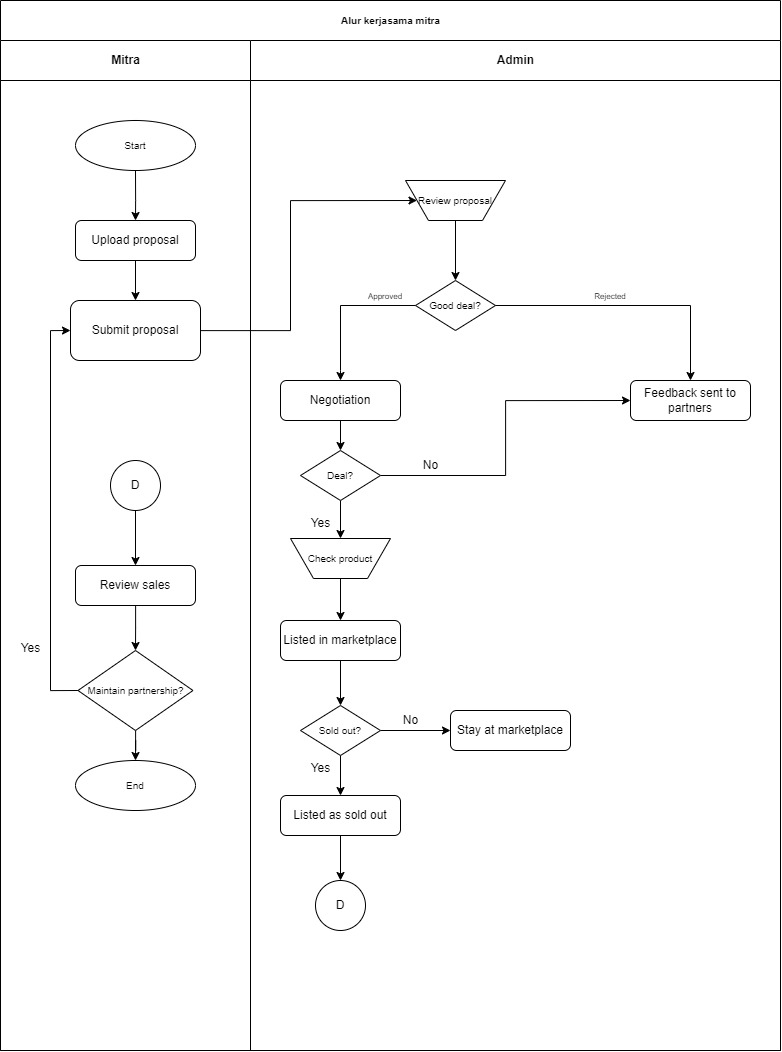 Alur kerjasama mitra
Mitra
Admin
Start
Upload proposal
Submit proposal
Review proposal
Good deal?
Approved
Rejected
Negotiation
Feedback sent to
partners
Deal?
No
Yes
Check product
Listed in marketplace
Sold out?
No
Stay at marketplace
Yes
Listed as sold out
D
D
Review sales
Maintain partnership?
Yes
End